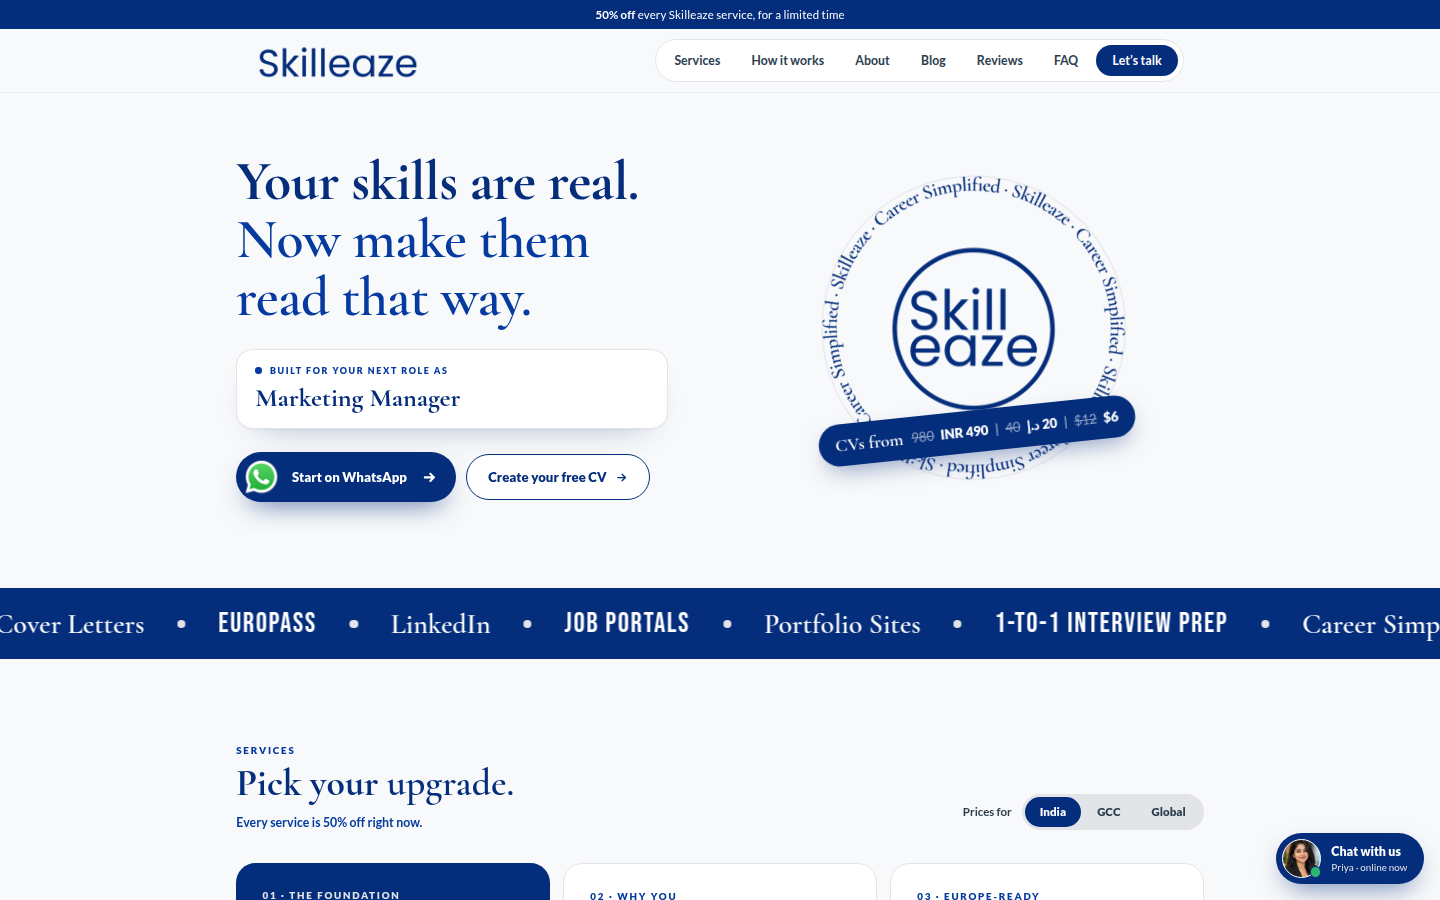 50% off every Skilleaze service, for a limited time
Skilleaze
Services
How it works
About
Blog
Reviews
FAQ
Let's talk
Your skills are real.
Now make them
read that way.
BUILT FOR YOUR NEXT ROLE AS
Marketing Manager
Start on WhatsApp →
Create your free CV →
Career Simplified · Skilleaze · Career Simplified · Skilleaze · Career Simplified · Skilleaze ·
Skill
eaze
CVs from 980 INR 490 | 40 د.إ 20 | $12 $6
Cover Letters • EUROPASS • LinkedIn • JOB PORTALS • Portfolio Sites • 1-TO-1 INTERVIEW PREP • Career Simp
SERVICES
Pick your upgrade.
Every service is 50% off right now.
Prices for
India
GCC
Global
01 · THE FOUNDATION
02 · WHY YOU
03 · EUROPE-READY
Chat with us
Priya · online now